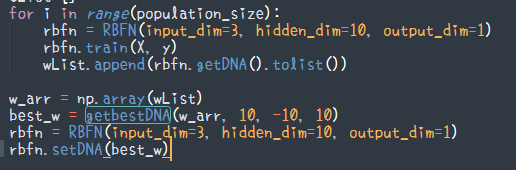 for i in range(population_size):
    rbfn = RBFN(input_dim=3, hidden_dim=10, output_dim=1)
    rbfn.train(X, y)
    wList.append(rbfn.getDNA().tolist())

w_arr = np.array(wList)
best_w = getbestDNA(w_arr, 10, -10, 10)
rbfn = RBFN(input_dim=3, hidden_dim=10, output_dim=1)
rbfn.setDNA(best_w)